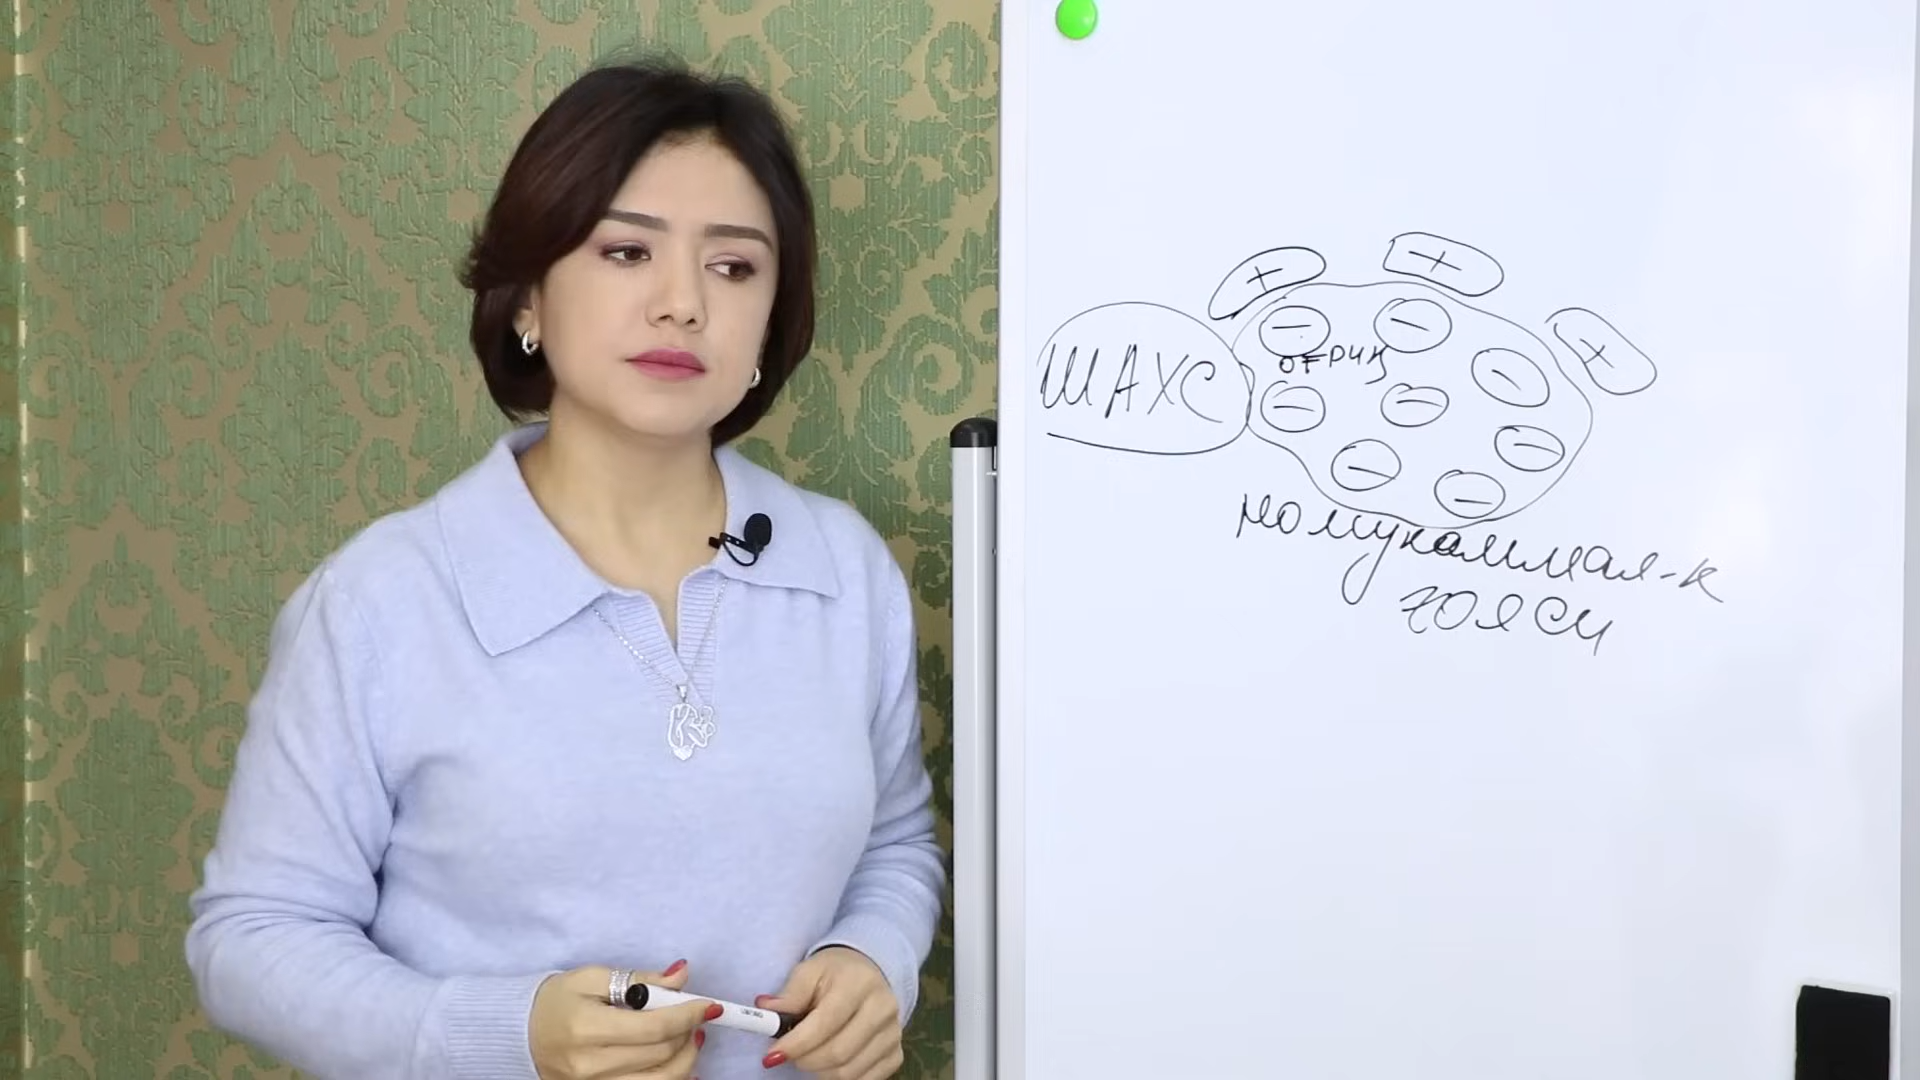 + + +
ШАХС
оғриқ
номукаммал-к
ғояси